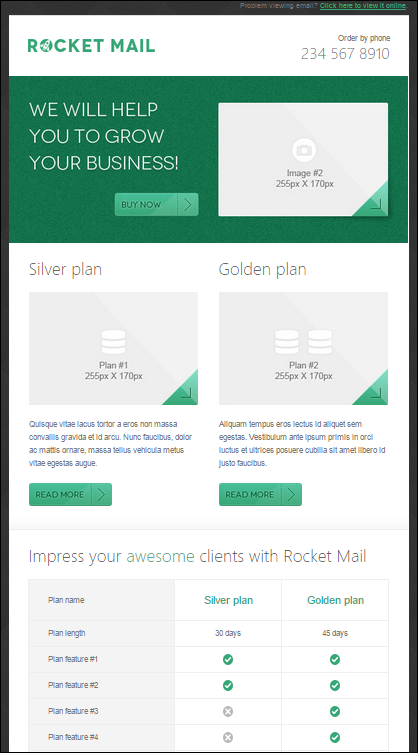 Problem viewing email? Click here to view it online.
ROCKET MAIL
Order by phone
234 567 8910
WE WILL HELP
YOU TO GROW
YOUR BUSINESS!
BUY NOW
Image #2
255px X 170px
Silver plan
Golden plan
Plan #1
255px X 170px
Plan #2
255px X 170px
Quisque vitae lacus tortor a eros non massa
convallis gravida et id arcu. Nunc faucibus, dolor
ac mattis ornare, massa tellus vehicula metus
vitae egestas augue.
Aliquam tempus eros lectus id aliquet sem
egestas. Vestibulum ante ipsum primis in orci
luctus et ultrices posuere cubilia sit amet libero id
justo faucibus.
READ MORE
READ MORE
Impress your awesome clients with Rocket Mail
Plan name Silver plan Golden plan
Plan length 30 days 45 days
Plan feature #1
Plan feature #2
Plan feature #3
Plan feature #4